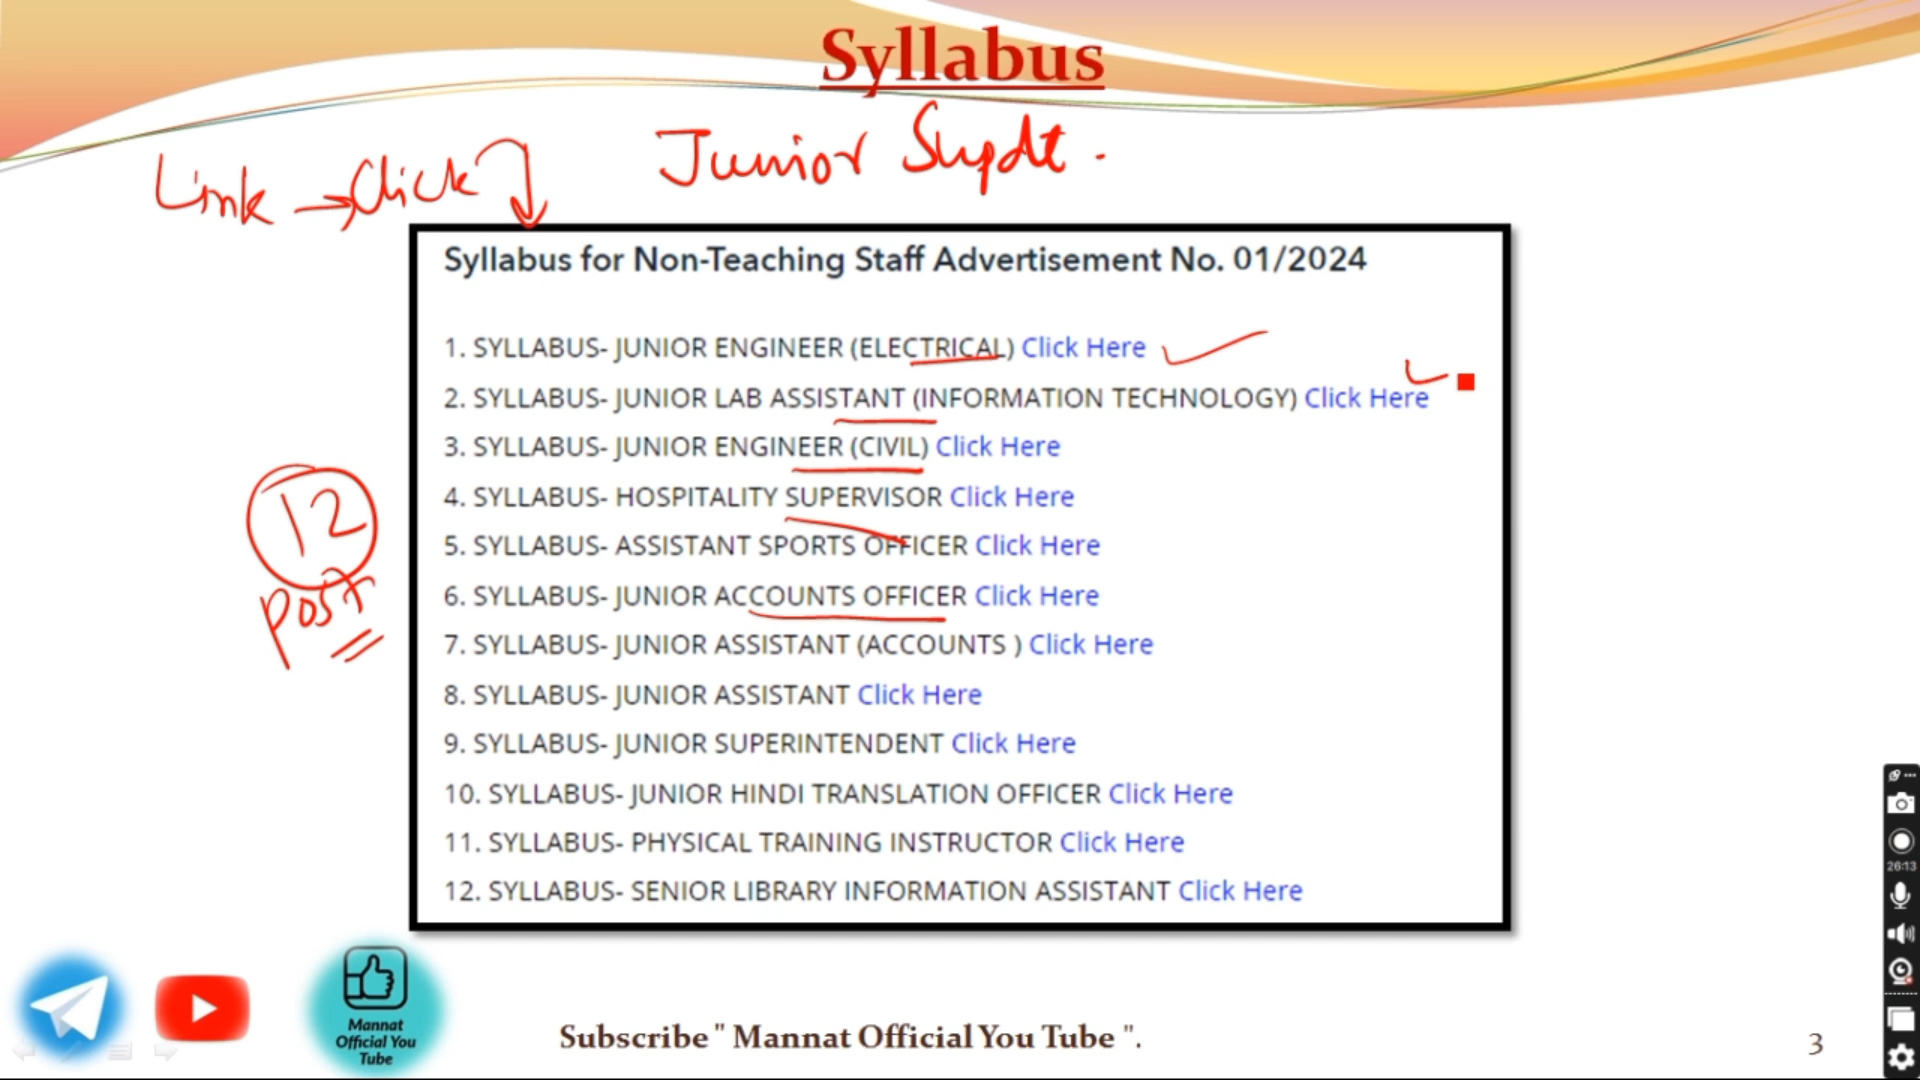 Syllabus
Junior Supdt.
Link → Click
Syllabus for Non-Teaching Staff Advertisement No. 01/2024
1. SYLLABUS- JUNIOR ENGINEER (ELECTRICAL) Click Here
2. SYLLABUS- JUNIOR LAB ASSISTANT (INFORMATION TECHNOLOGY) Click Here
3. SYLLABUS- JUNIOR ENGINEER (CIVIL) Click Here
4. SYLLABUS- HOSPITALITY SUPERVISOR Click Here
5. SYLLABUS- ASSISTANT SPORTS OFFICER Click Here
6. SYLLABUS- JUNIOR ACCOUNTS OFFICER Click Here
7. SYLLABUS- JUNIOR ASSISTANT (ACCOUNTS ) Click Here
8. SYLLABUS- JUNIOR ASSISTANT Click Here
9. SYLLABUS- JUNIOR SUPERINTENDENT Click Here
10. SYLLABUS- JUNIOR HINDI TRANSLATION OFFICER Click Here
11. SYLLABUS- PHYSICAL TRAINING INSTRUCTOR Click Here
12. SYLLABUS- SENIOR LIBRARY INFORMATION ASSISTANT Click Here
12
Post
Mannat
Official You
Tube
Subscribe " Mannat Official You Tube ".
3
26:13